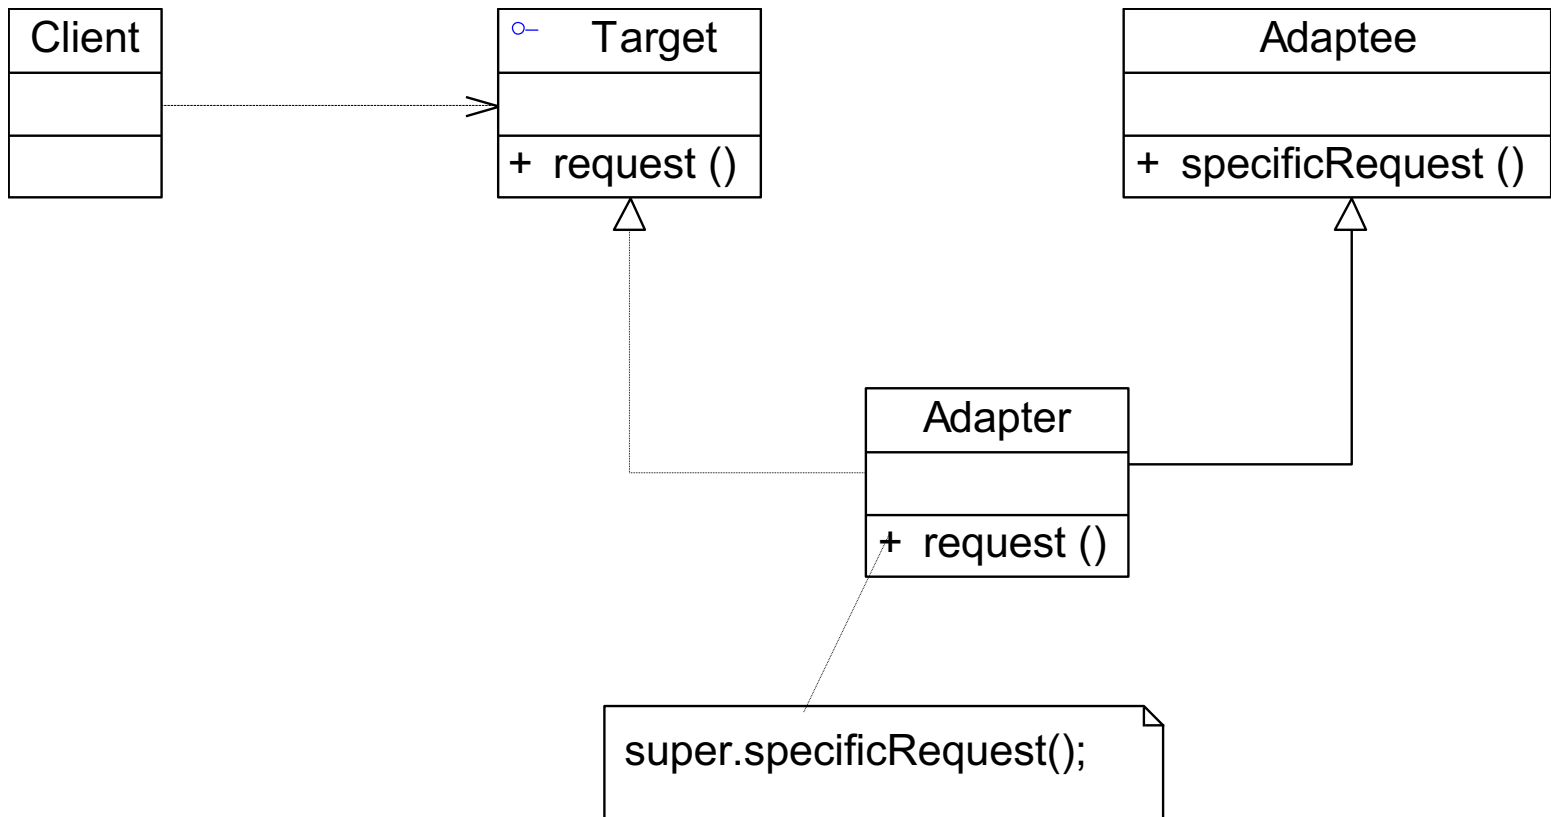 Client
Target
+ request ()
Adaptee
+ specificRequest ()
Adapter
+ request ()
super.specificRequest();